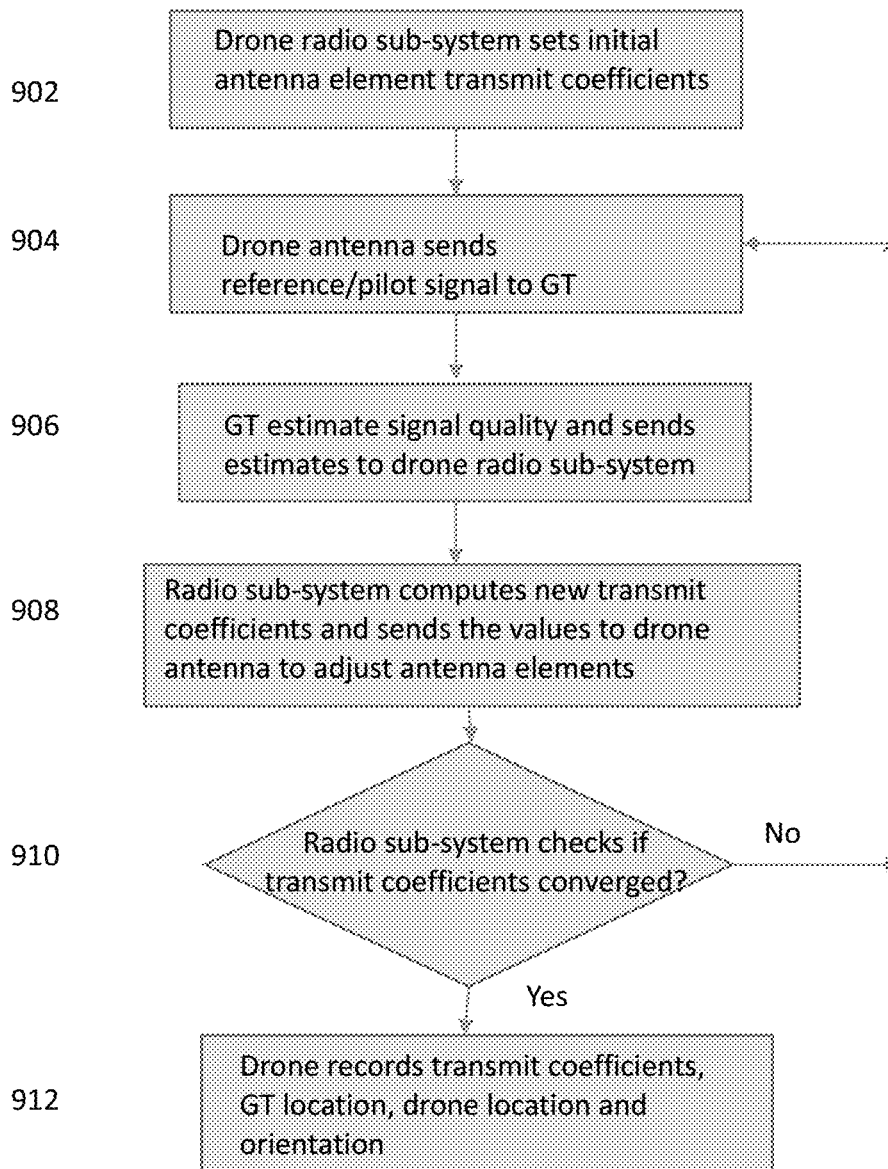 902
Drone radio sub-system sets initial
antenna element transmit coefficients
904
Drone antenna sends
reference/pilot signal to GT
906
GT estimate signal quality and sends
estimates to drone radio sub-system
908
Radio sub-system computes new transmit
coefficients and sends the values to drone
antenna to adjust antenna elements
910
Radio sub-system checks if
transmit coefficients converged?
No
Yes
912
Drone records transmit coefficients,
GT location, drone location and
orientation